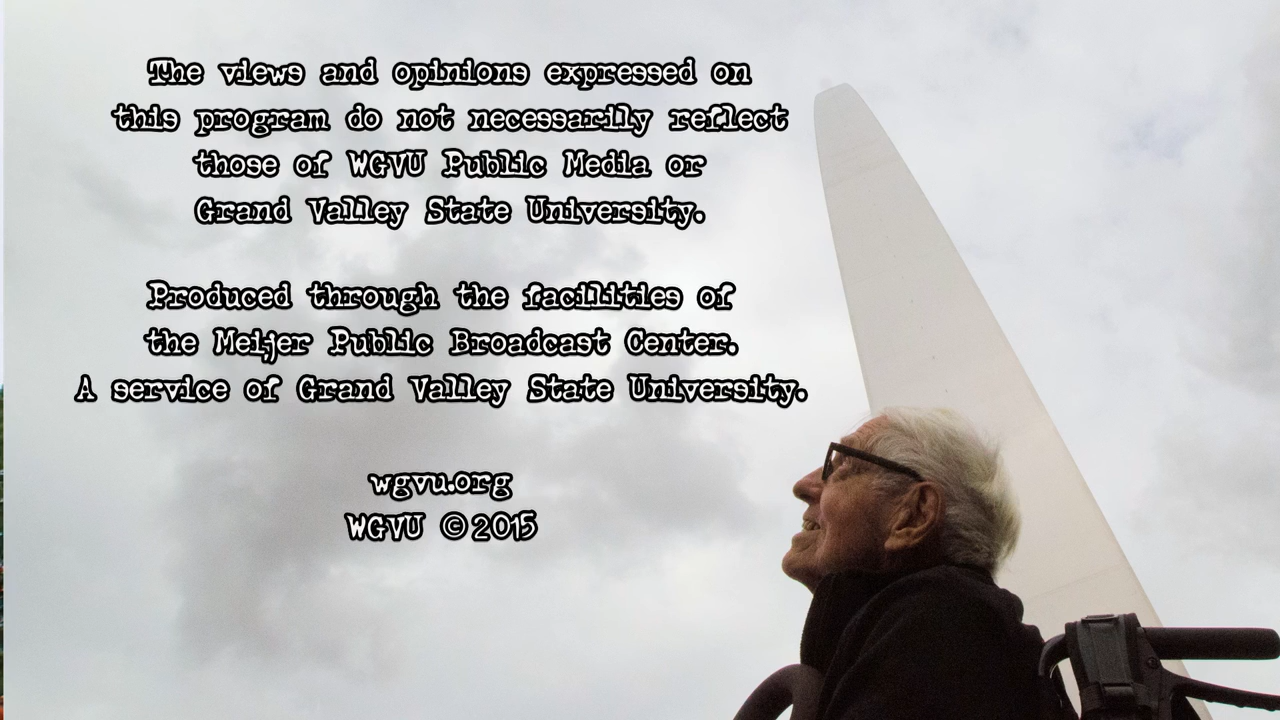 The views and opinions expressed on
this program do not necessarily reflect
those of WGVU Public Media or
Grand Valley State University.
Produced through the facilities of
the Meijer Public Broadcast Center.
A service of Grand Valley State University.
wgvu.org
WGVU © 2015